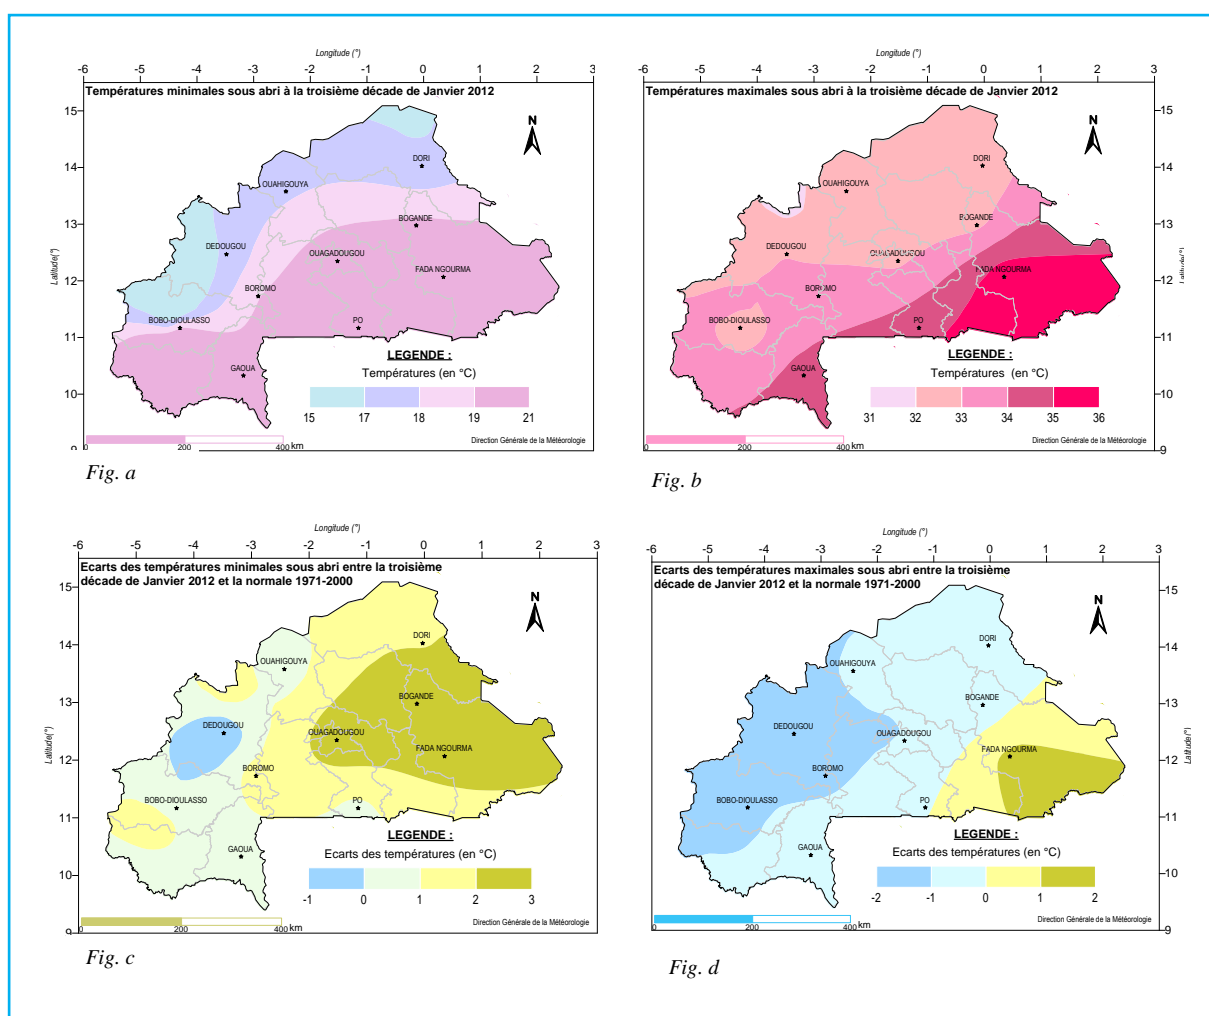 Longitude (°)
-6 -5 -4 -3 -2 -1 0 1 2 3
Températures minimales sous abri à la troisième décade de Janvier 2012
15
14
13
12
11
10
9
Latitude(°)
N
DORI
OUAHIGOUYA
BOGANDE
DEDOUGOU
OUAGADOUGOU
FADA NGOURMA
BOROMO
BOBO-DIOULASSO
PO
GAOUA
LEGENDE :
Températures (en °C)
15 17 18 19 21
0 200 400 km
Direction Générale de la Météorologie
Fig. a
Longitude (°)
-6 -5 -4 -3 -2 -1 0 1 2 3
Températures maximales sous abri à la troisième décade de Janvier 2012
15
14
13
12
11
10
9
Latitude(°)
N
DORI
OUAHIGOUYA
BOGANDE
DEDOUGOU
OUAGADOUGOU
FADA NGOURMA
BOROMO
BOBO-DIOULASSO
PO
GAOUA
LEGENDE :
Températures (en °C)
31 32 33 34 35 36
0 200 400 km
Direction Générale de la Météorologie
Fig. b
Longitude (°)
-6 -5 -4 -3 -2 -1 0 1 2 3
Ecarts des températures minimales sous abri entre la troisième
décade de Janvier 2012 et la normale 1971-2000
15
14
13
12
11
10
9
Latitude(°)
N
DORI
OUAHIGOUYA
BOGANDE
DEDOUGOU
OUAGADOUGOU
FADA NGOURMA
BOROMO
BOBO-DIOULASSO
PO
GAOUA
LEGENDE :
Ecarts des températures (en °C)
-1 0 1 2 3
0 200 400 km
Direction Générale de la Météorologie
Fig. c
Longitude (°)
-6 -5 -4 -3 -2 -1 0 1 2 3
Ecarts des températures maximales sous abri entre la troisième
décade de Janvier 2012 et la normale 1971-2000
15
14
13
12
11
10
9
Latitude(°)
N
DORI
OUAHIGOUYA
BOGANDE
DEDOUGOU
OUAGADOUGOU
FADA NGOURMA
BOROMO
BOBO-DIOULASSO
PO
GAOUA
LEGENDE :
Ecarts des températures (en °C)
-2 -1 0 1 2
0 200 400 km
Direction Générale de la Météorologie
Fig. d